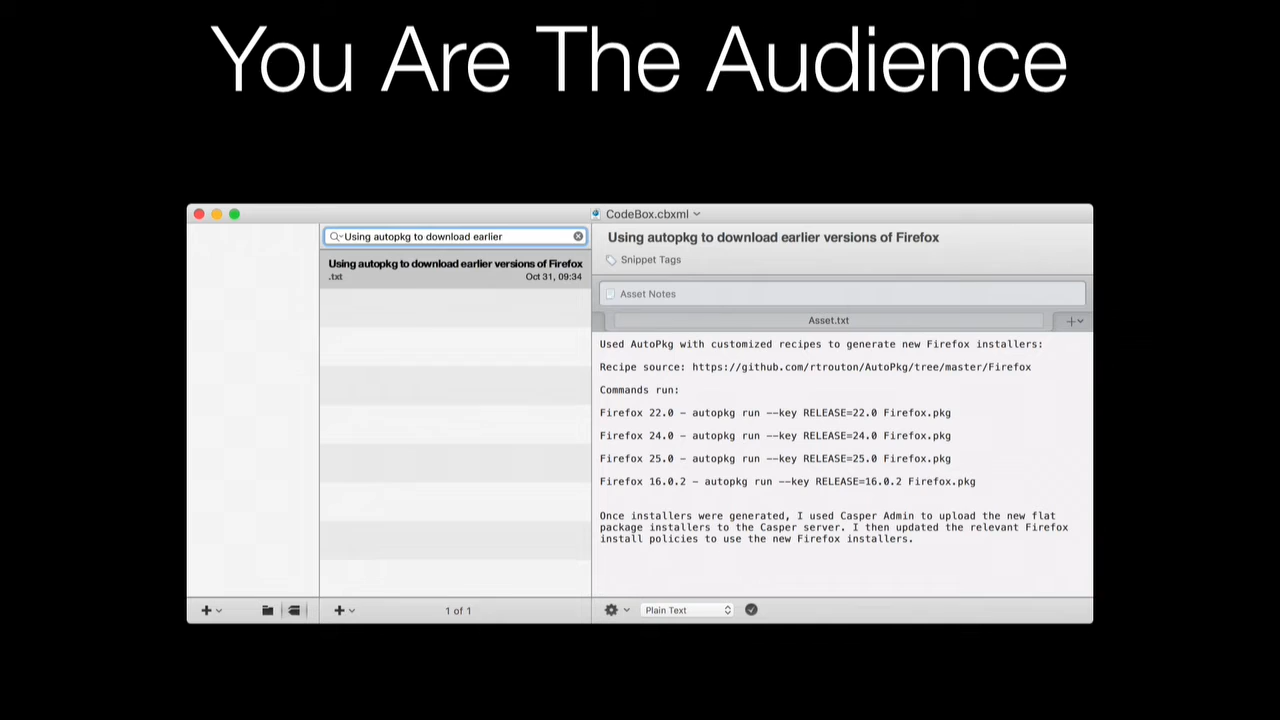 You Are The Audience
CodeBox.cbxml
Using autopkg to download earlier
Using autopkg to download earlier versions of Firefox
.txt Oct 31, 09:34
1 of 1
Using autopkg to download earlier versions of Firefox
Snippet Tags
Asset Notes
Asset.txt
Used AutoPkg with customized recipes to generate new Firefox installers:
Recipe source: https://github.com/rtrouton/AutoPkg/tree/master/Firefox
Commands run:
Firefox 22.0 – autopkg run --key RELEASE=22.0 Firefox.pkg
Firefox 24.0 – autopkg run --key RELEASE=24.0 Firefox.pkg
Firefox 25.0 – autopkg run --key RELEASE=25.0 Firefox.pkg
Firefox 16.0.2 – autopkg run --key RELEASE=16.0.2 Firefox.pkg
Once installers were generated, I used Casper Admin to upload the new flat
package installers to the Casper server. I then updated the relevant Firefox
install policies to use the new Firefox installers.
Plain Text